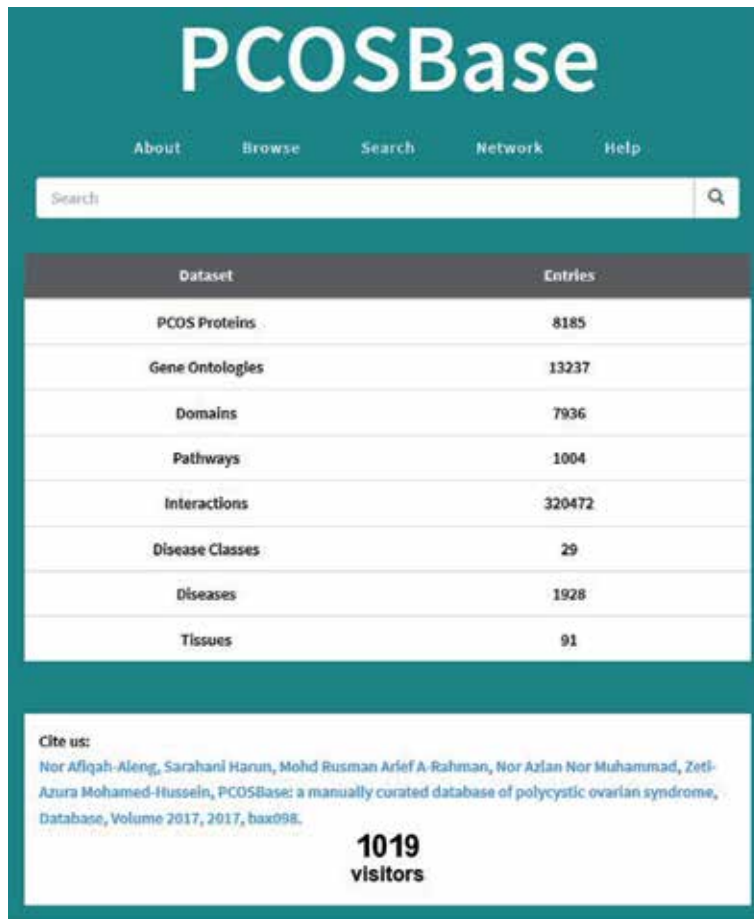 PCOSBase
About Browse Search Network Help
Search
Dataset Entries
PCOS Proteins 8185
Gene Ontologies 13237
Domains 7936
Pathways 1004
Interactions 320472
Disease Classes 29
Diseases 1928
Tissues 91
Cite us:
Nor Afiqah-Aleng, Sarahani Harun, Mohd Rusman Arief A-Rahman, Nor Azlan Nor Muhammad, Zeti-
Azura Mohamed-Hussein, PCOSBase: a manually curated database of polycystic ovarian syndrome,
Database, Volume 2017, 2017, bax098.
1019
visitors